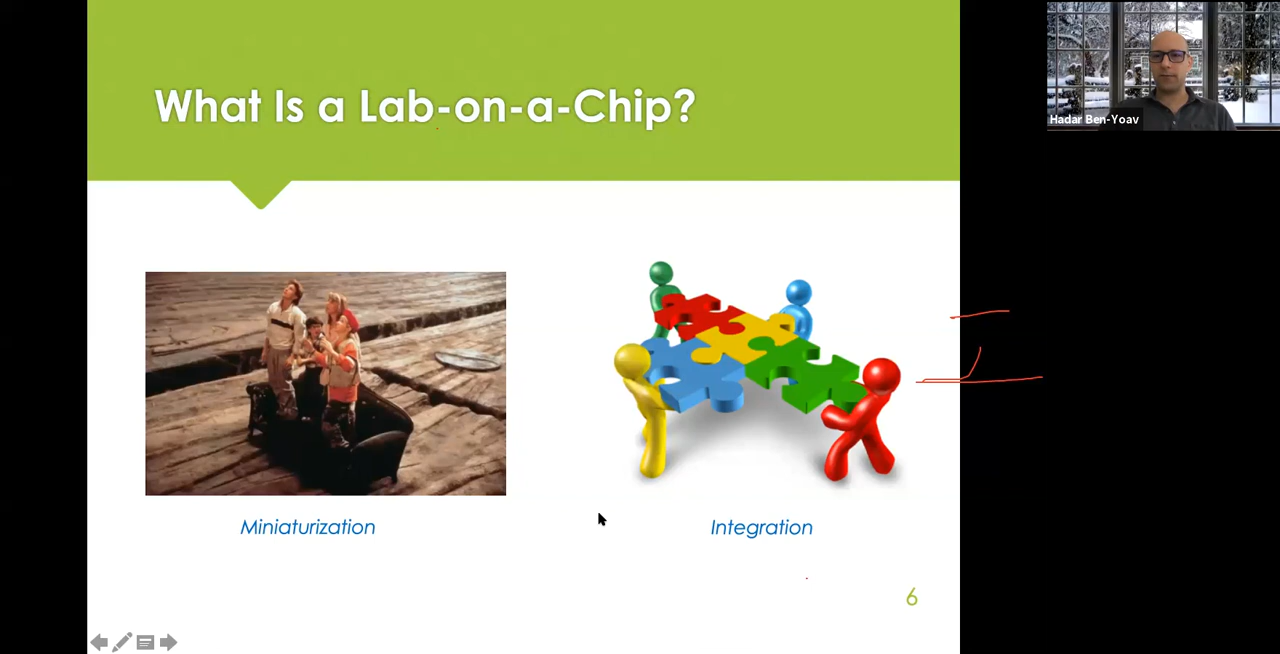 What Is a Lab-on-a-Chip?
Hadar Ben-Yoav
Miniaturization
Integration
6